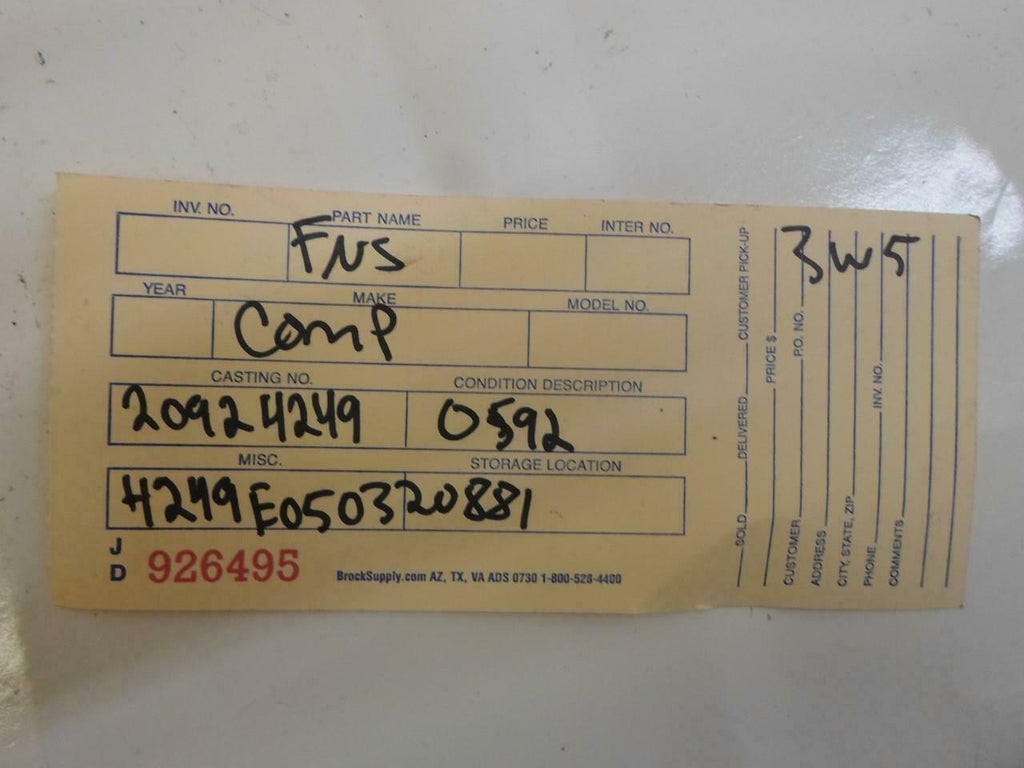 INV. NO. PART NAME PRICE INTER NO.
FNS
YEAR MAKE MODEL NO.
Comp
CASTING NO. CONDITION DESCRIPTION
20924249 0592
MISC. STORAGE LOCATION
4249E050320881
J
D 926495
BrockSupply.com AZ, TX, VA ADS 0730 1-800-528-4400
3W5
SOLD DELIVERED CUSTOMER PICK-UP
PRICE $
CUSTOMER P.O. NO.
ADDRESS
CITY, STATE, ZIP
PHONE INV. NO.
COMMENTS